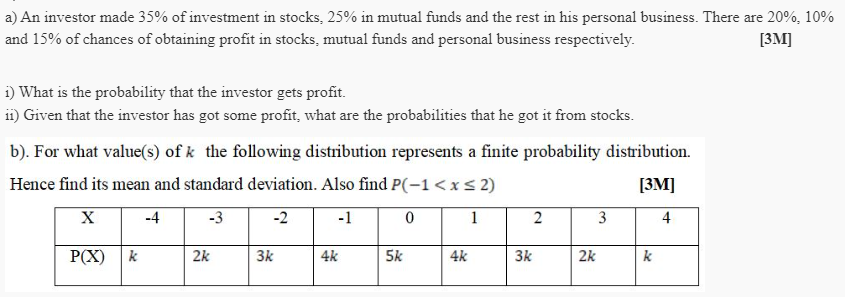 a) An investor made 35% of investment in stocks, 25% in mutual funds and the rest in his personal business. There are 20%, 10%
and 15% of chances of obtaining profit in stocks, mutual funds and personal business respectively. [3M]
i) What is the probability that the investor gets profit.
ii) Given that the investor has got some profit, what are the probabilities that he got it from stocks.
b). For what value(s) of k the following distribution represents a finite probability distribution.
Hence find its mean and standard deviation. Also find P(−1 < x ≤ 2) [3M]
X -4 -3 -2 -1 0 1 2 3 4
P(X) k 2k 3k 4k 5k 4k 3k 2k k